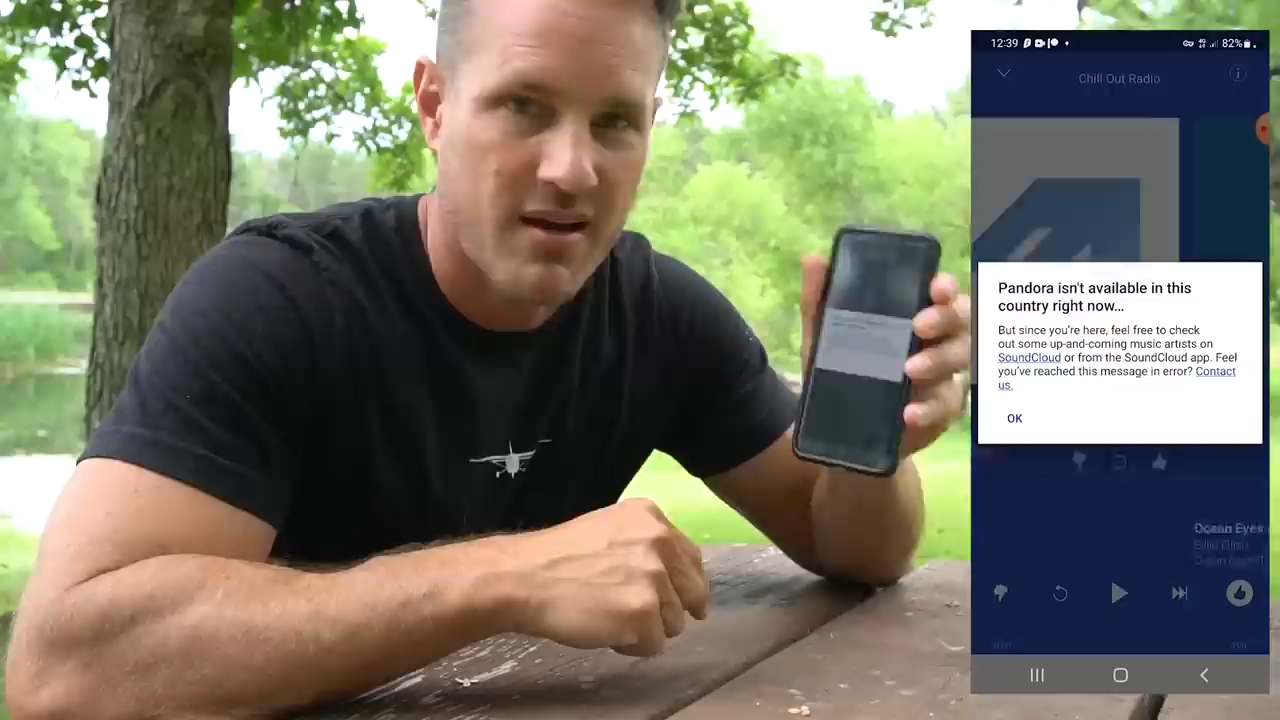 12:39
82%
Chill Out Radio
Pandora isn't available in this
country right now...
But since you're here, feel free to check
out some up-and-coming music artists on
SoundCloud or from the SoundCloud app. Feel
you've reached this message in error? Contact
us.
OK
Ocean Eyes